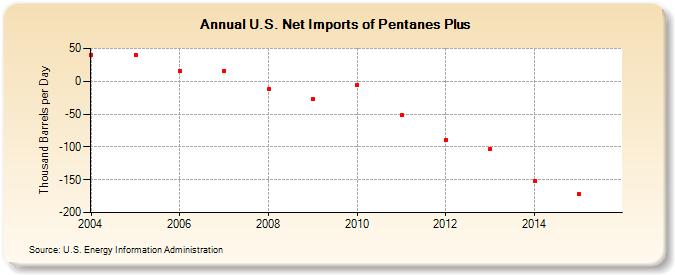 Annual U.S. Net Imports of Pentanes Plus
Thousand Barrels per Day
50
0
-50
-100
-150
-200
2004 2006 2008 2010 2012 2014
Source: U.S. Energy Information Administration